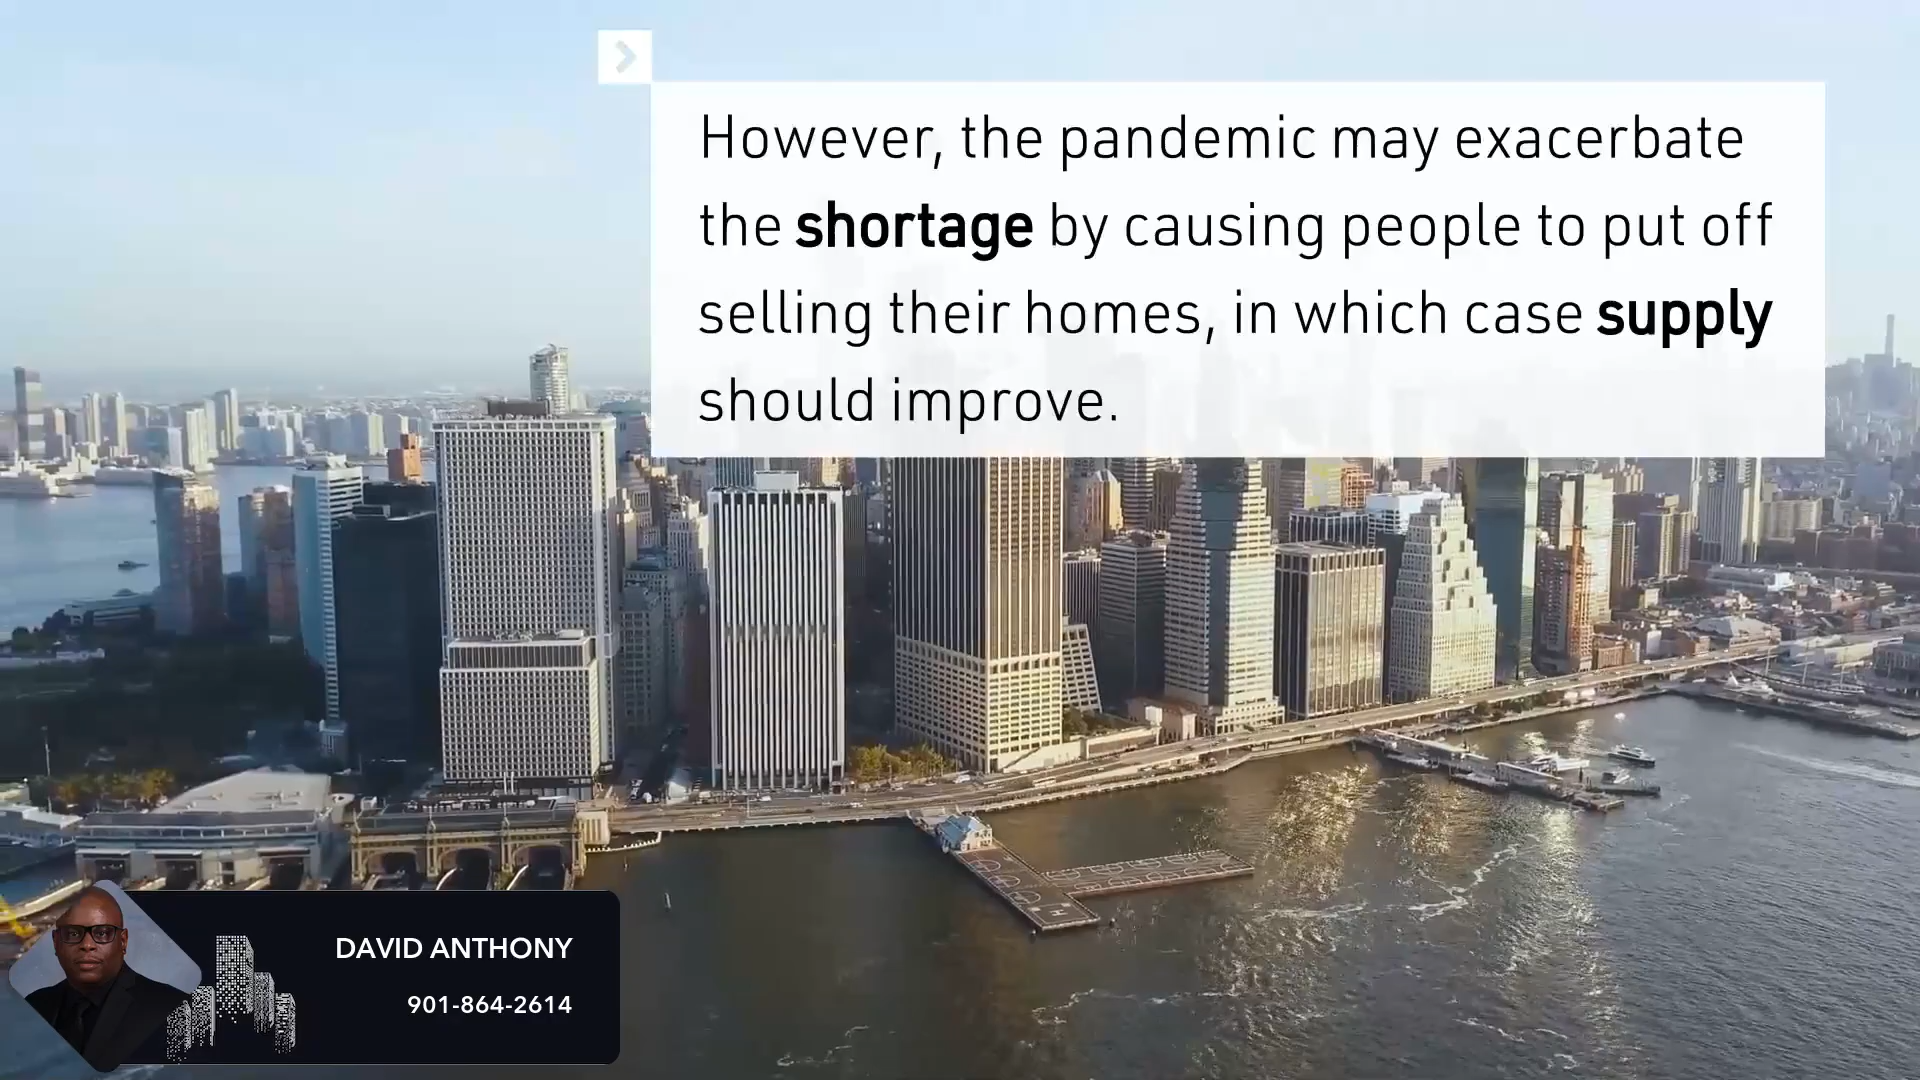 However, the pandemic may exacerbate
the shortage by causing people to put off
selling their homes, in which case supply
should improve.
DAVID ANTHONY
901-864-2614